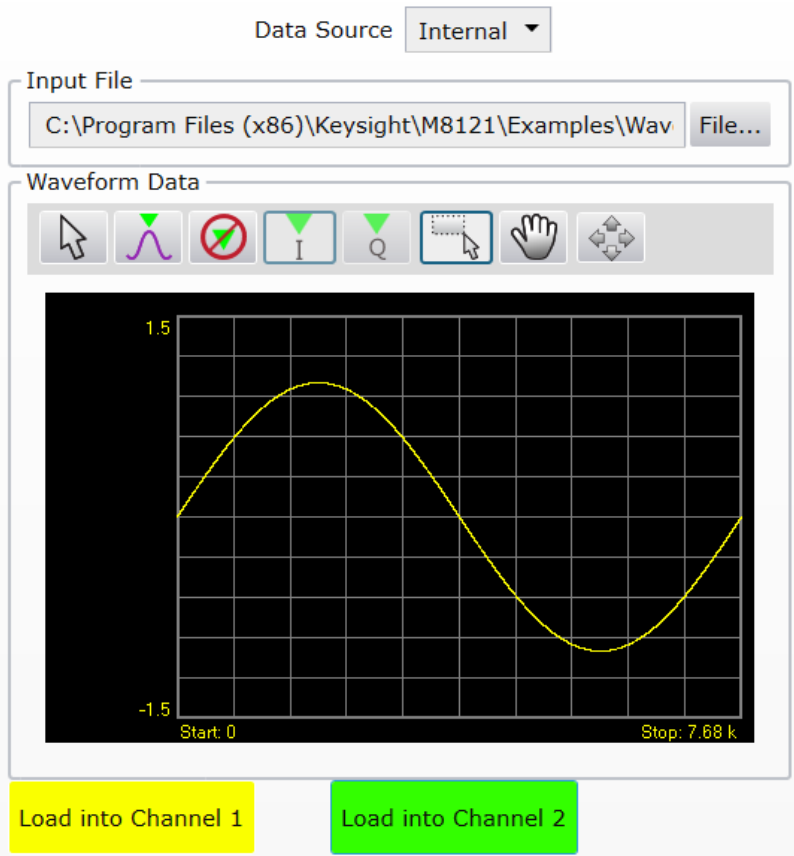 Data Source Internal
Input File
C:\Program Files (x86)\Keysight\M8121\Examples\Wav File...
Waveform Data
I Q
1.5
-1.5
Start: 0 Stop: 7.68 k
Load into Channel 1 Load into Channel 2